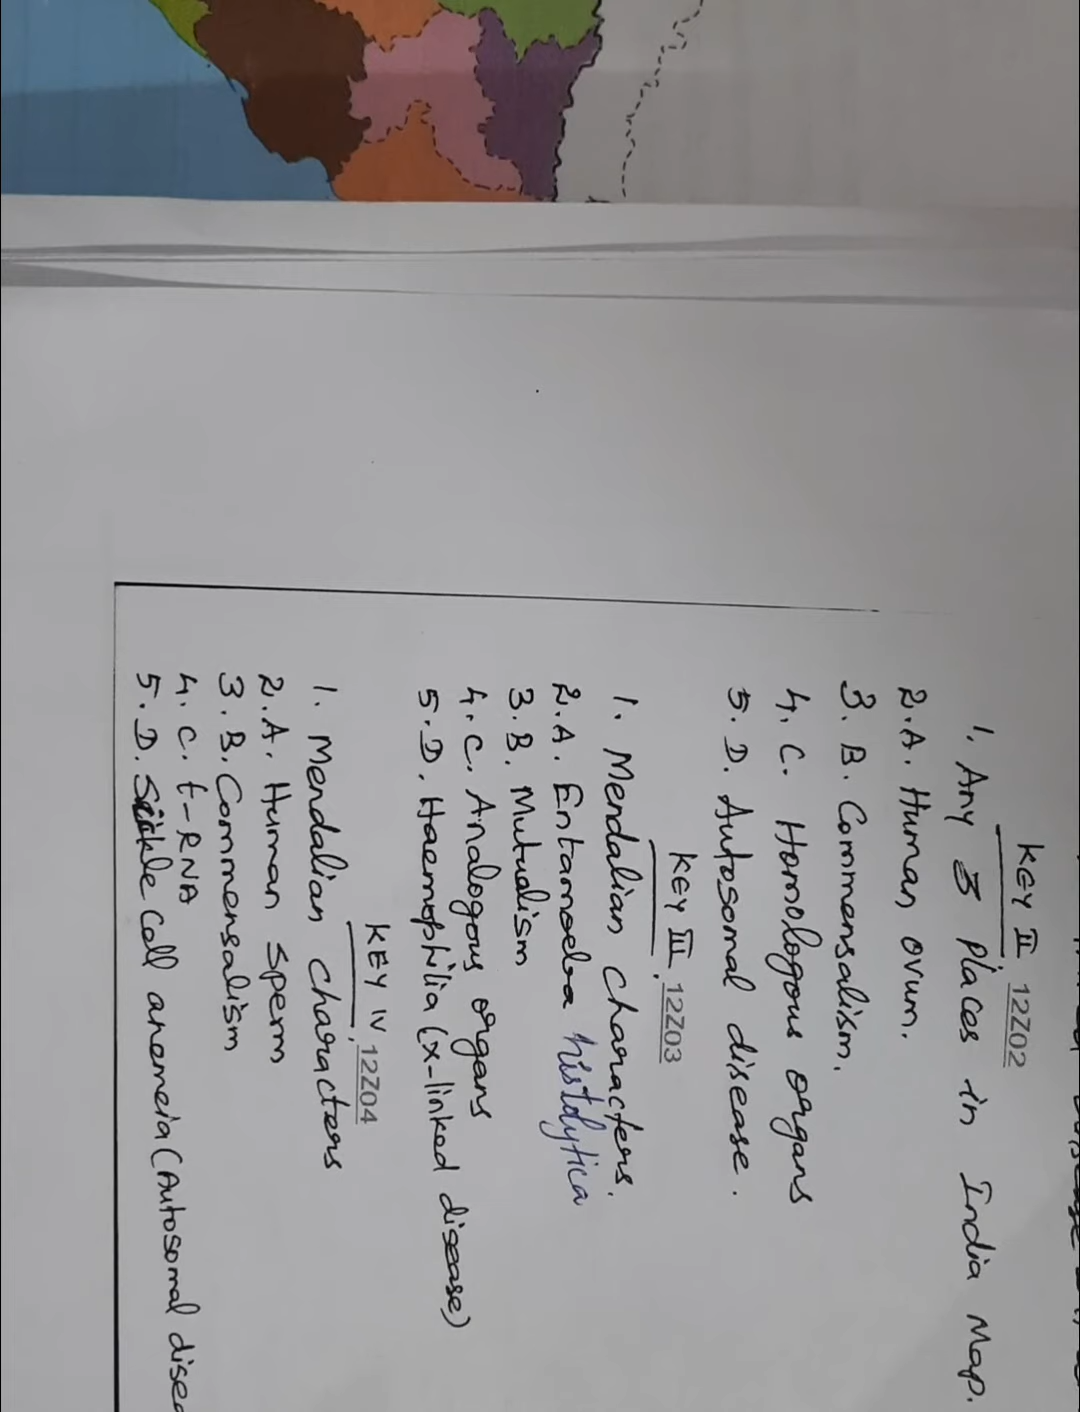 KEY II 12Z02
1. Any 3 Places in India Map.
2. A. Human ovum.
3. B. Commensalism.
4. C. Homologous organs
5. D. Autosomal disease.
KEY III, 12Z03
1. Mendalian characters.
2. A. Entamoeba histolytica
3. B. Mutualism
4. C. Analogous organs
5. D. Haemophilia (x-linked disease)
KEY IV, 12Z04
1. Mendalian characters
2. A. Human sperm
3. B. Commensalism
4. C. t-RNA
5. D. Sickle cell anemeia (Autosomal